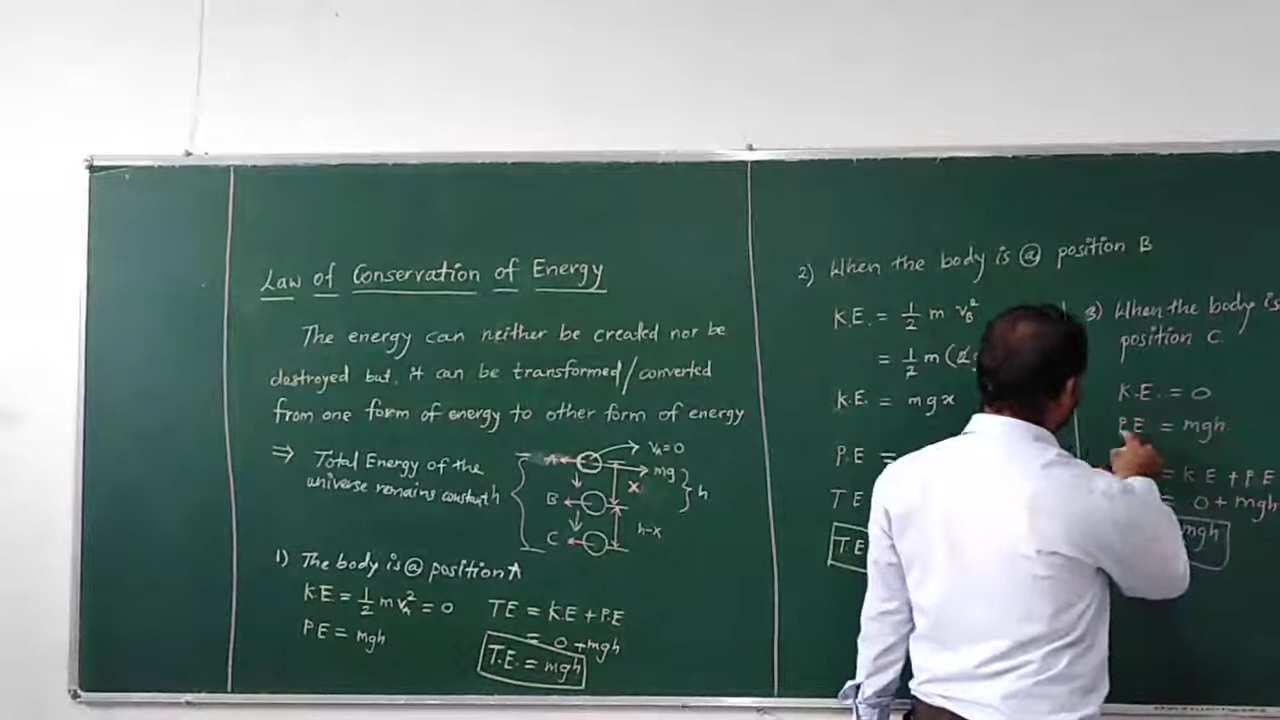 Law of Conservation of Energy
The energy can neither be created nor be
destroyed but, it can be transformed/converted
from one form of energy to other form of energy
⇒ Total Energy of the
universe remains constant
A
vₐ=0
mg
x
h
B
h
h-x
C
1) The body is @ position A
KE = 1/2 m vₐ² = 0
PE = mgh
TE = K.E + P.E
= 0 + mgh
T.E. = mgh
2) When the body is @ position B
K.E. = 1/2 m v_B²
= 1/2 m (2
K.E. = mgx
P.E =
T E
T E
3) When the body is
position C.
K.E. = 0
P.E = mgh.
= K E + P E
= 0 + mgh
mgh